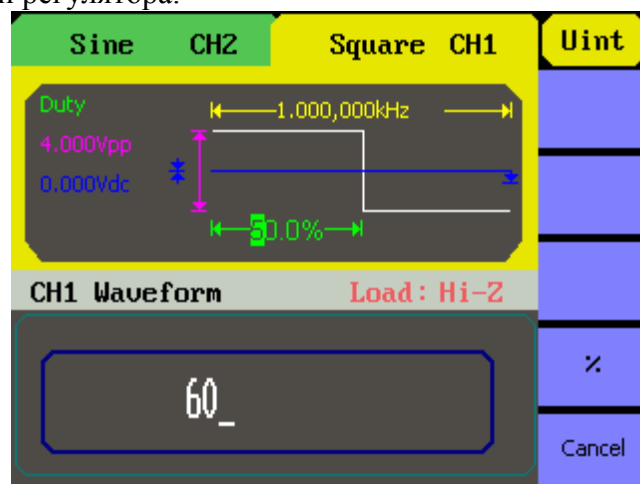 регулятора.
Sine CH2 Square CH1 Uint
Duty 1.000,000kHz
4.000Vpp
0.000Vdc
50.0%
CH1 Waveform Load: Hi-Z
%
60_
Cancel